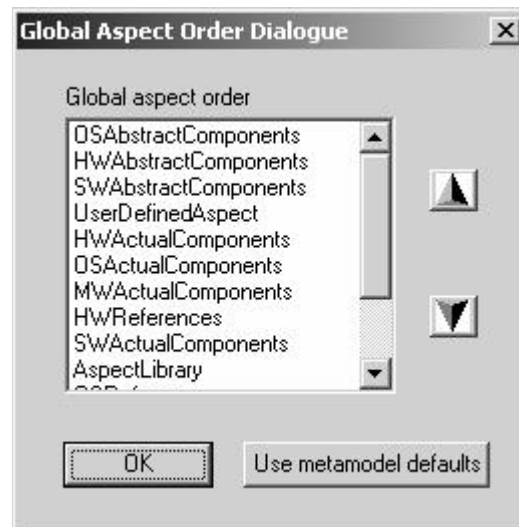 Global Aspect Order Dialogue
Global aspect order
OSAbstractComponents
HWAbstractComponents
SWAbstractComponents
UserDefinedAspect
HWActualComponents
OSActualComponents
MWActualComponents
HWReferences
SWActualComponents
AspectLibrary
OK
Use metamodel defaults